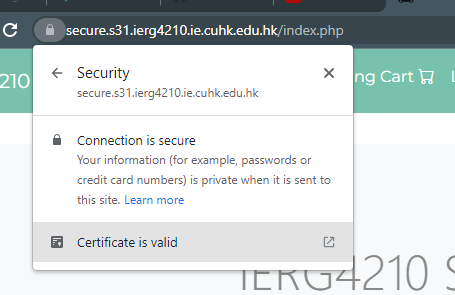 secure.s31.ierg4210.ie.cuhk.edu.hk/index.php
210
Security
secure.s31.ierg4210.ie.cuhk.edu.hk
ng Cart
Connection is secure
Your information (for example, passwords or
credit card numbers) is private when it is sent to
this site. Learn more
Certificate is valid
IERG4210 S